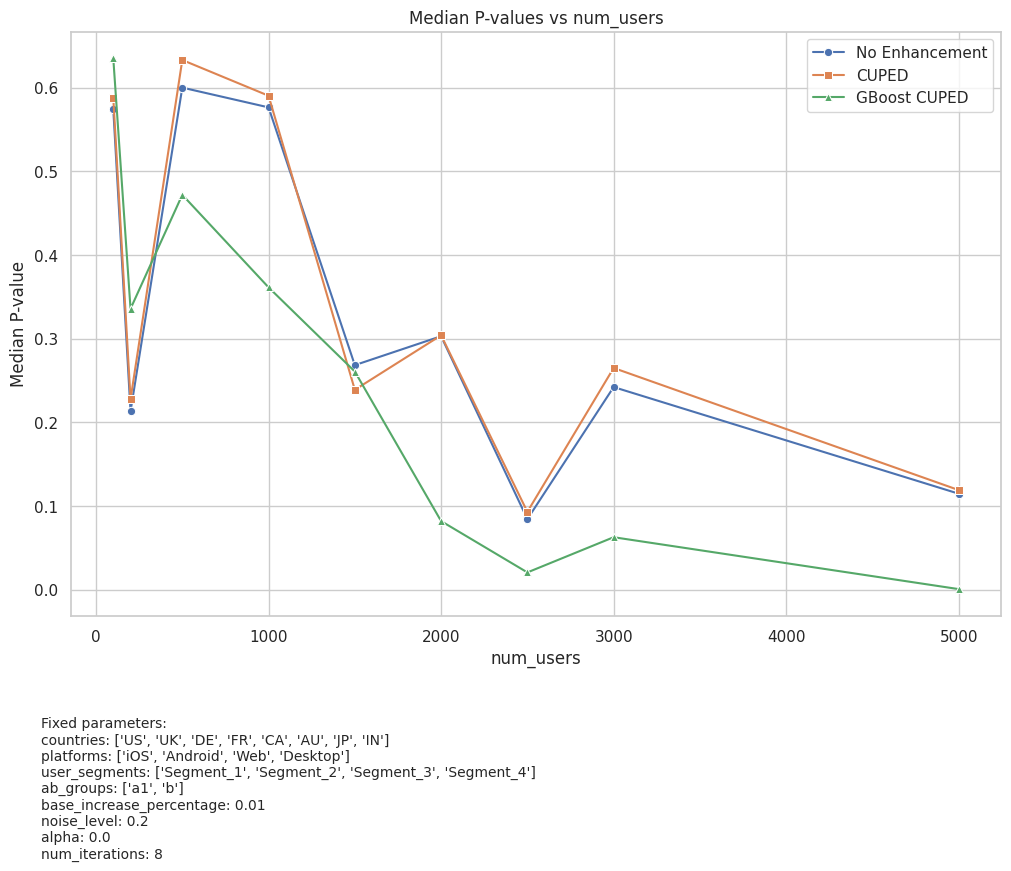 Median P-values vs num_users
No Enhancement
CUPED
GBoost CUPED
Median P-value
0.6
0.5
0.4
0.3
0.2
0.1
0.0
0
1000
2000
3000
4000
5000
num_users
Fixed parameters:
countries: ['US', 'UK', 'DE', 'FR', 'CA', 'AU', 'JP', 'IN']
platforms: ['iOS', 'Android', 'Web', 'Desktop']
user_segments: ['Segment_1', 'Segment_2', 'Segment_3', 'Segment_4']
ab_groups: ['a1', 'b']
base_increase_percentage: 0.01
noise_level: 0.2
alpha: 0.0
num_iterations: 8